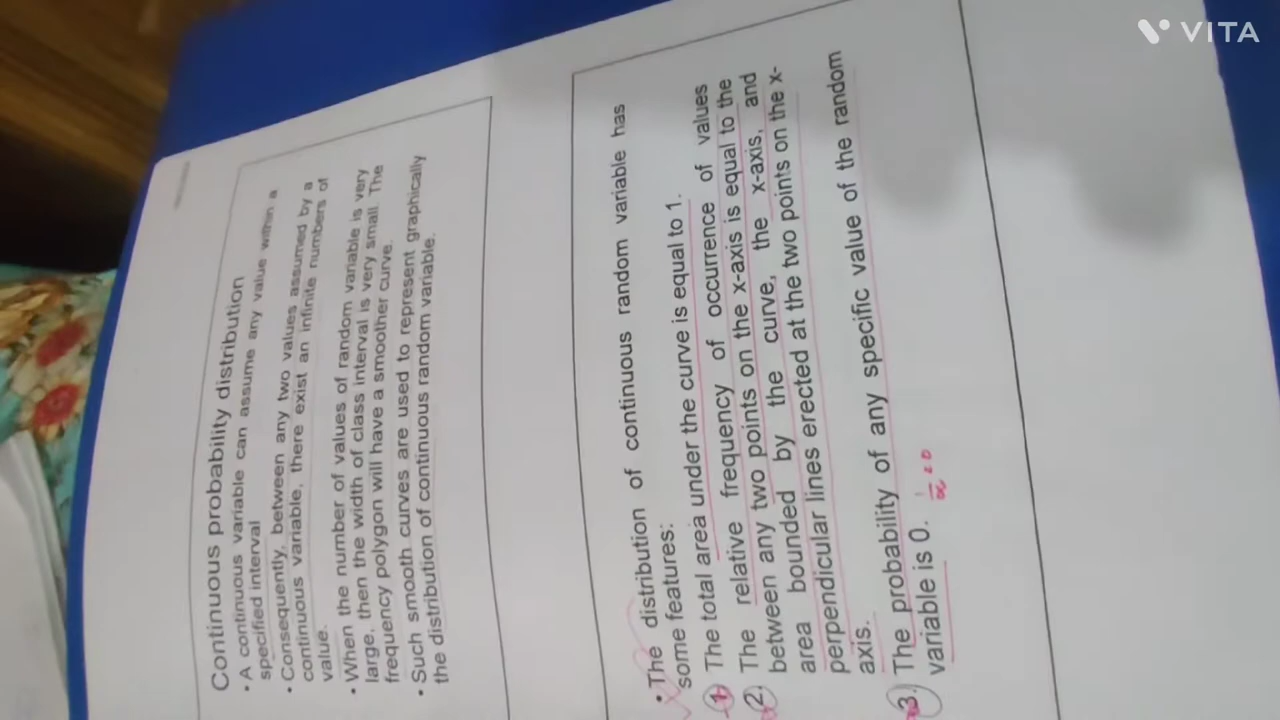 Continuous probability distribution
• A continuous variable can assume any value within a
specified interval
• Consequently, between any two values assumed by a
continuous variable, there exist an infinite numbers of
value.
• When the number of values of random variable is very
large, then the width of class interval is very small. The
frequency polygon will have a smoother curve.
• Such smooth curves are used to represent graphically
the distribution of continuous random variable.
• The distribution of continuous random variable has
some features:
1. The total area under the curve is equal to 1.
2. The relative frequency of occurrence of values
between any two points on the x-axis is equal to the
area bounded by the curve, the x-axis, and
perpendicular lines erected at the two points on the x-
axis.
3. The probability of any specific value of the random
variable is 0.
1/∞ = 0
VITA